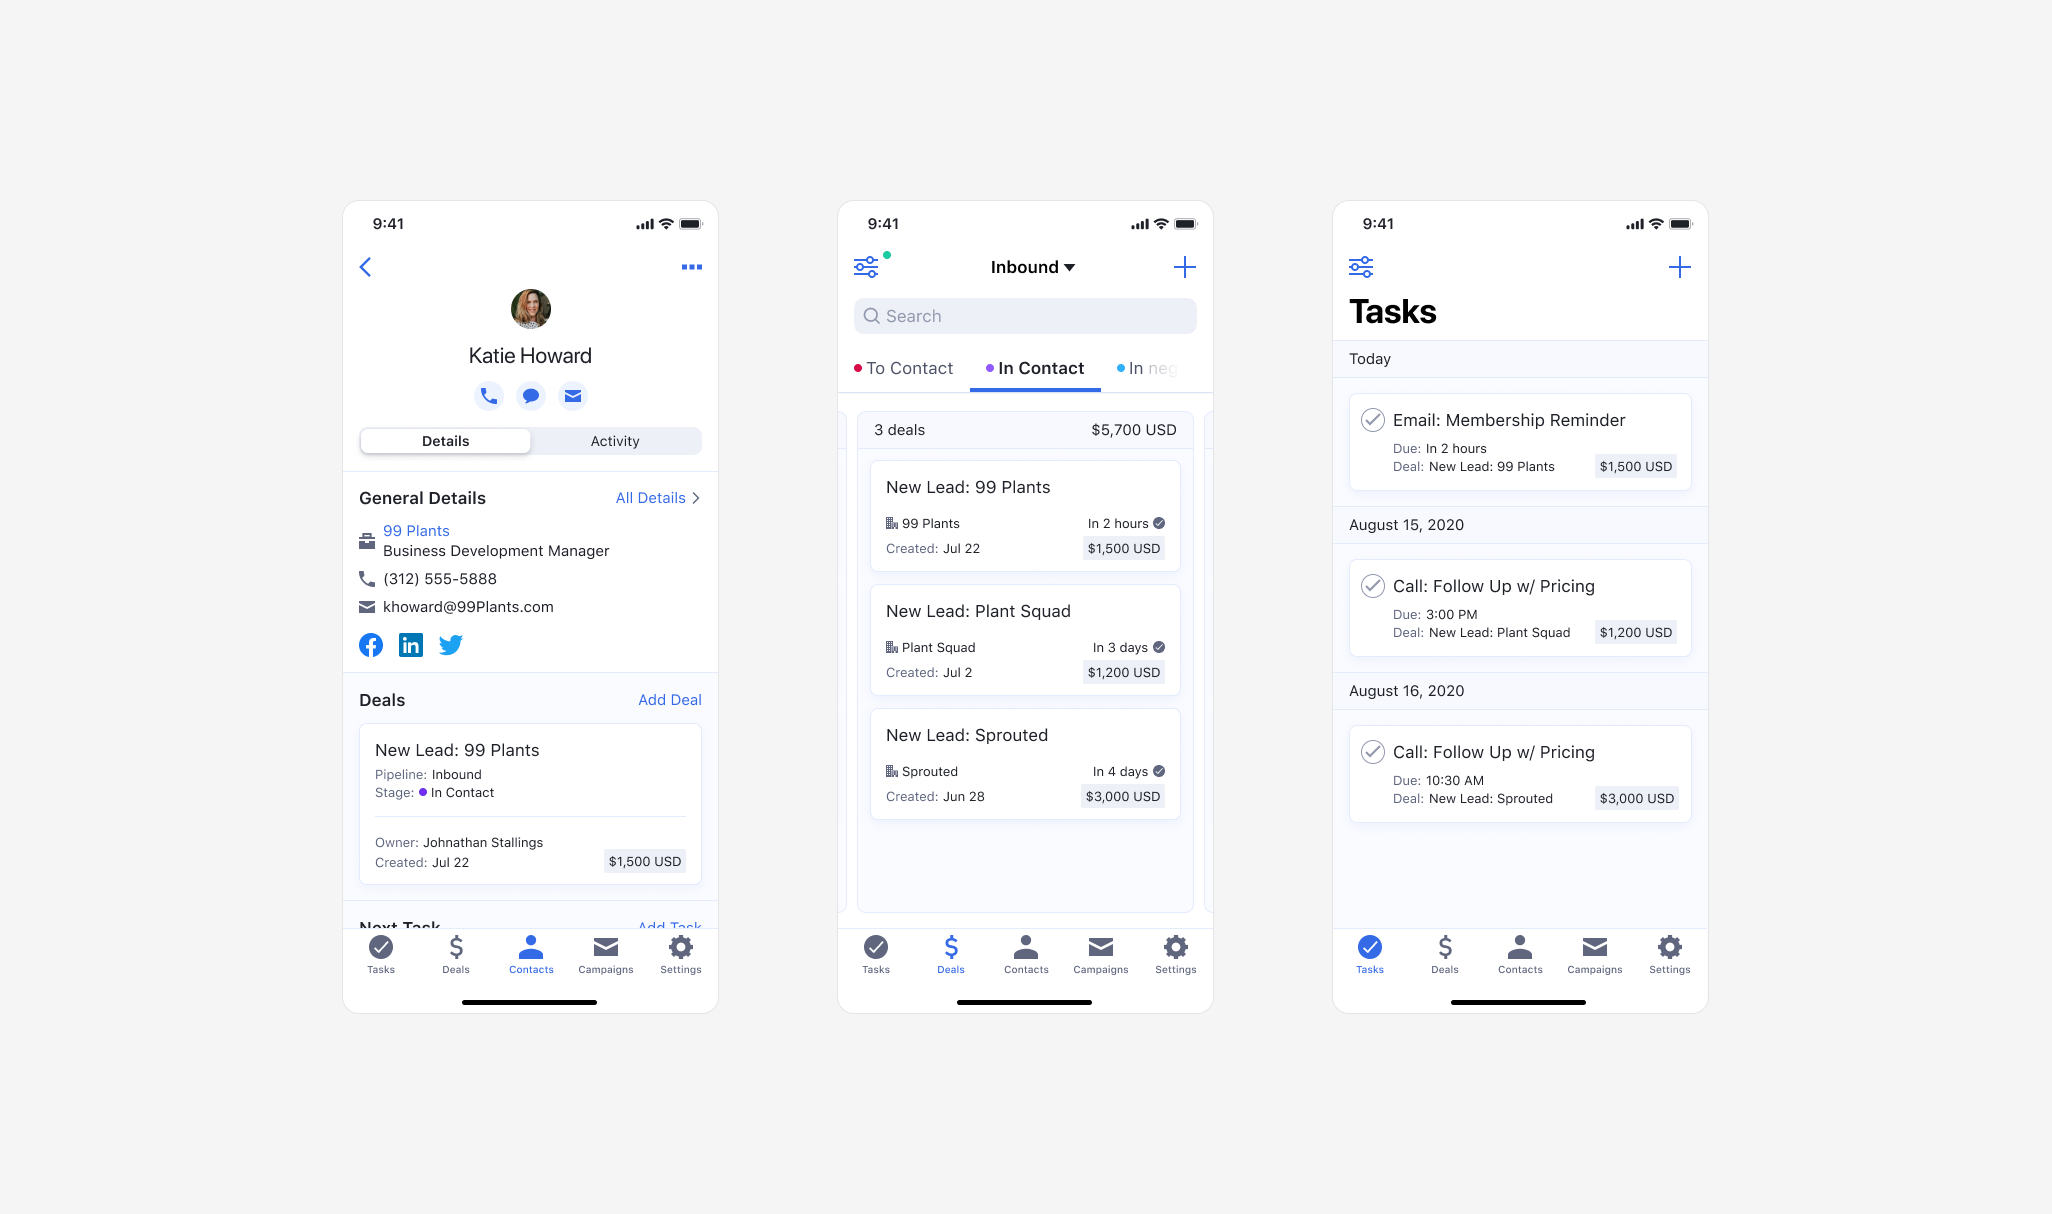 9:41
Katie Howard
Details
Activity
General Details
All Details
99 Plants
Business Development Manager
(312) 555-5888
khoward@99Plants.com
in
Deals
Add Deal
New Lead: 99 Plants
Pipeline: Inbound
Stage: In Contact
Owner: Johnathan Stallings
Created: Jul 22
$1,500 USD
Next Task
Add Task
Tasks
Deals
Contacts
Campaigns
Settings
9:41
Inbound
Search
To Contact
In Contact
In neg
3 deals
$5,700 USD
New Lead: 99 Plants
99 Plants
In 2 hours
Created: Jul 22
$1,500 USD
New Lead: Plant Squad
Plant Squad
In 3 days
Created: Jul 2
$1,200 USD
New Lead: Sprouted
Sprouted
In 4 days
Created: Jun 28
$3,000 USD
Tasks
Deals
Contacts
Campaigns
Settings
9:41
Tasks
Today
Email: Membership Reminder
Due: In 2 hours
Deal: New Lead: 99 Plants
$1,500 USD
August 15, 2020
Call: Follow Up w/ Pricing
Due: 3:00 PM
Deal: New Lead: Plant Squad
$1,200 USD
August 16, 2020
Call: Follow Up w/ Pricing
Due: 10:30 AM
Deal: New Lead: Sprouted
$3,000 USD
Tasks
Deals
Contacts
Campaigns
Settings